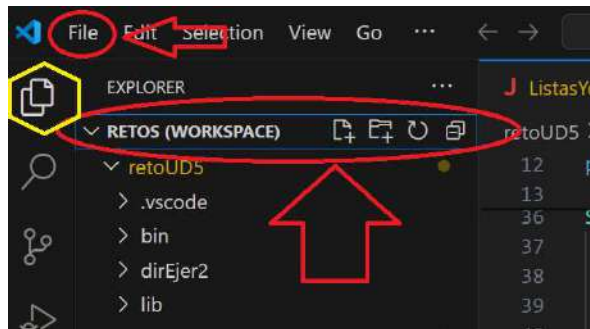 File Edit Selection View Go ...
EXPLORER ...
J ListasY
RETOS (WORKSPACE)
retoUD5
retoUD5
12
.vscode
13
36
bin
37
dirEjer2
38
lib
39